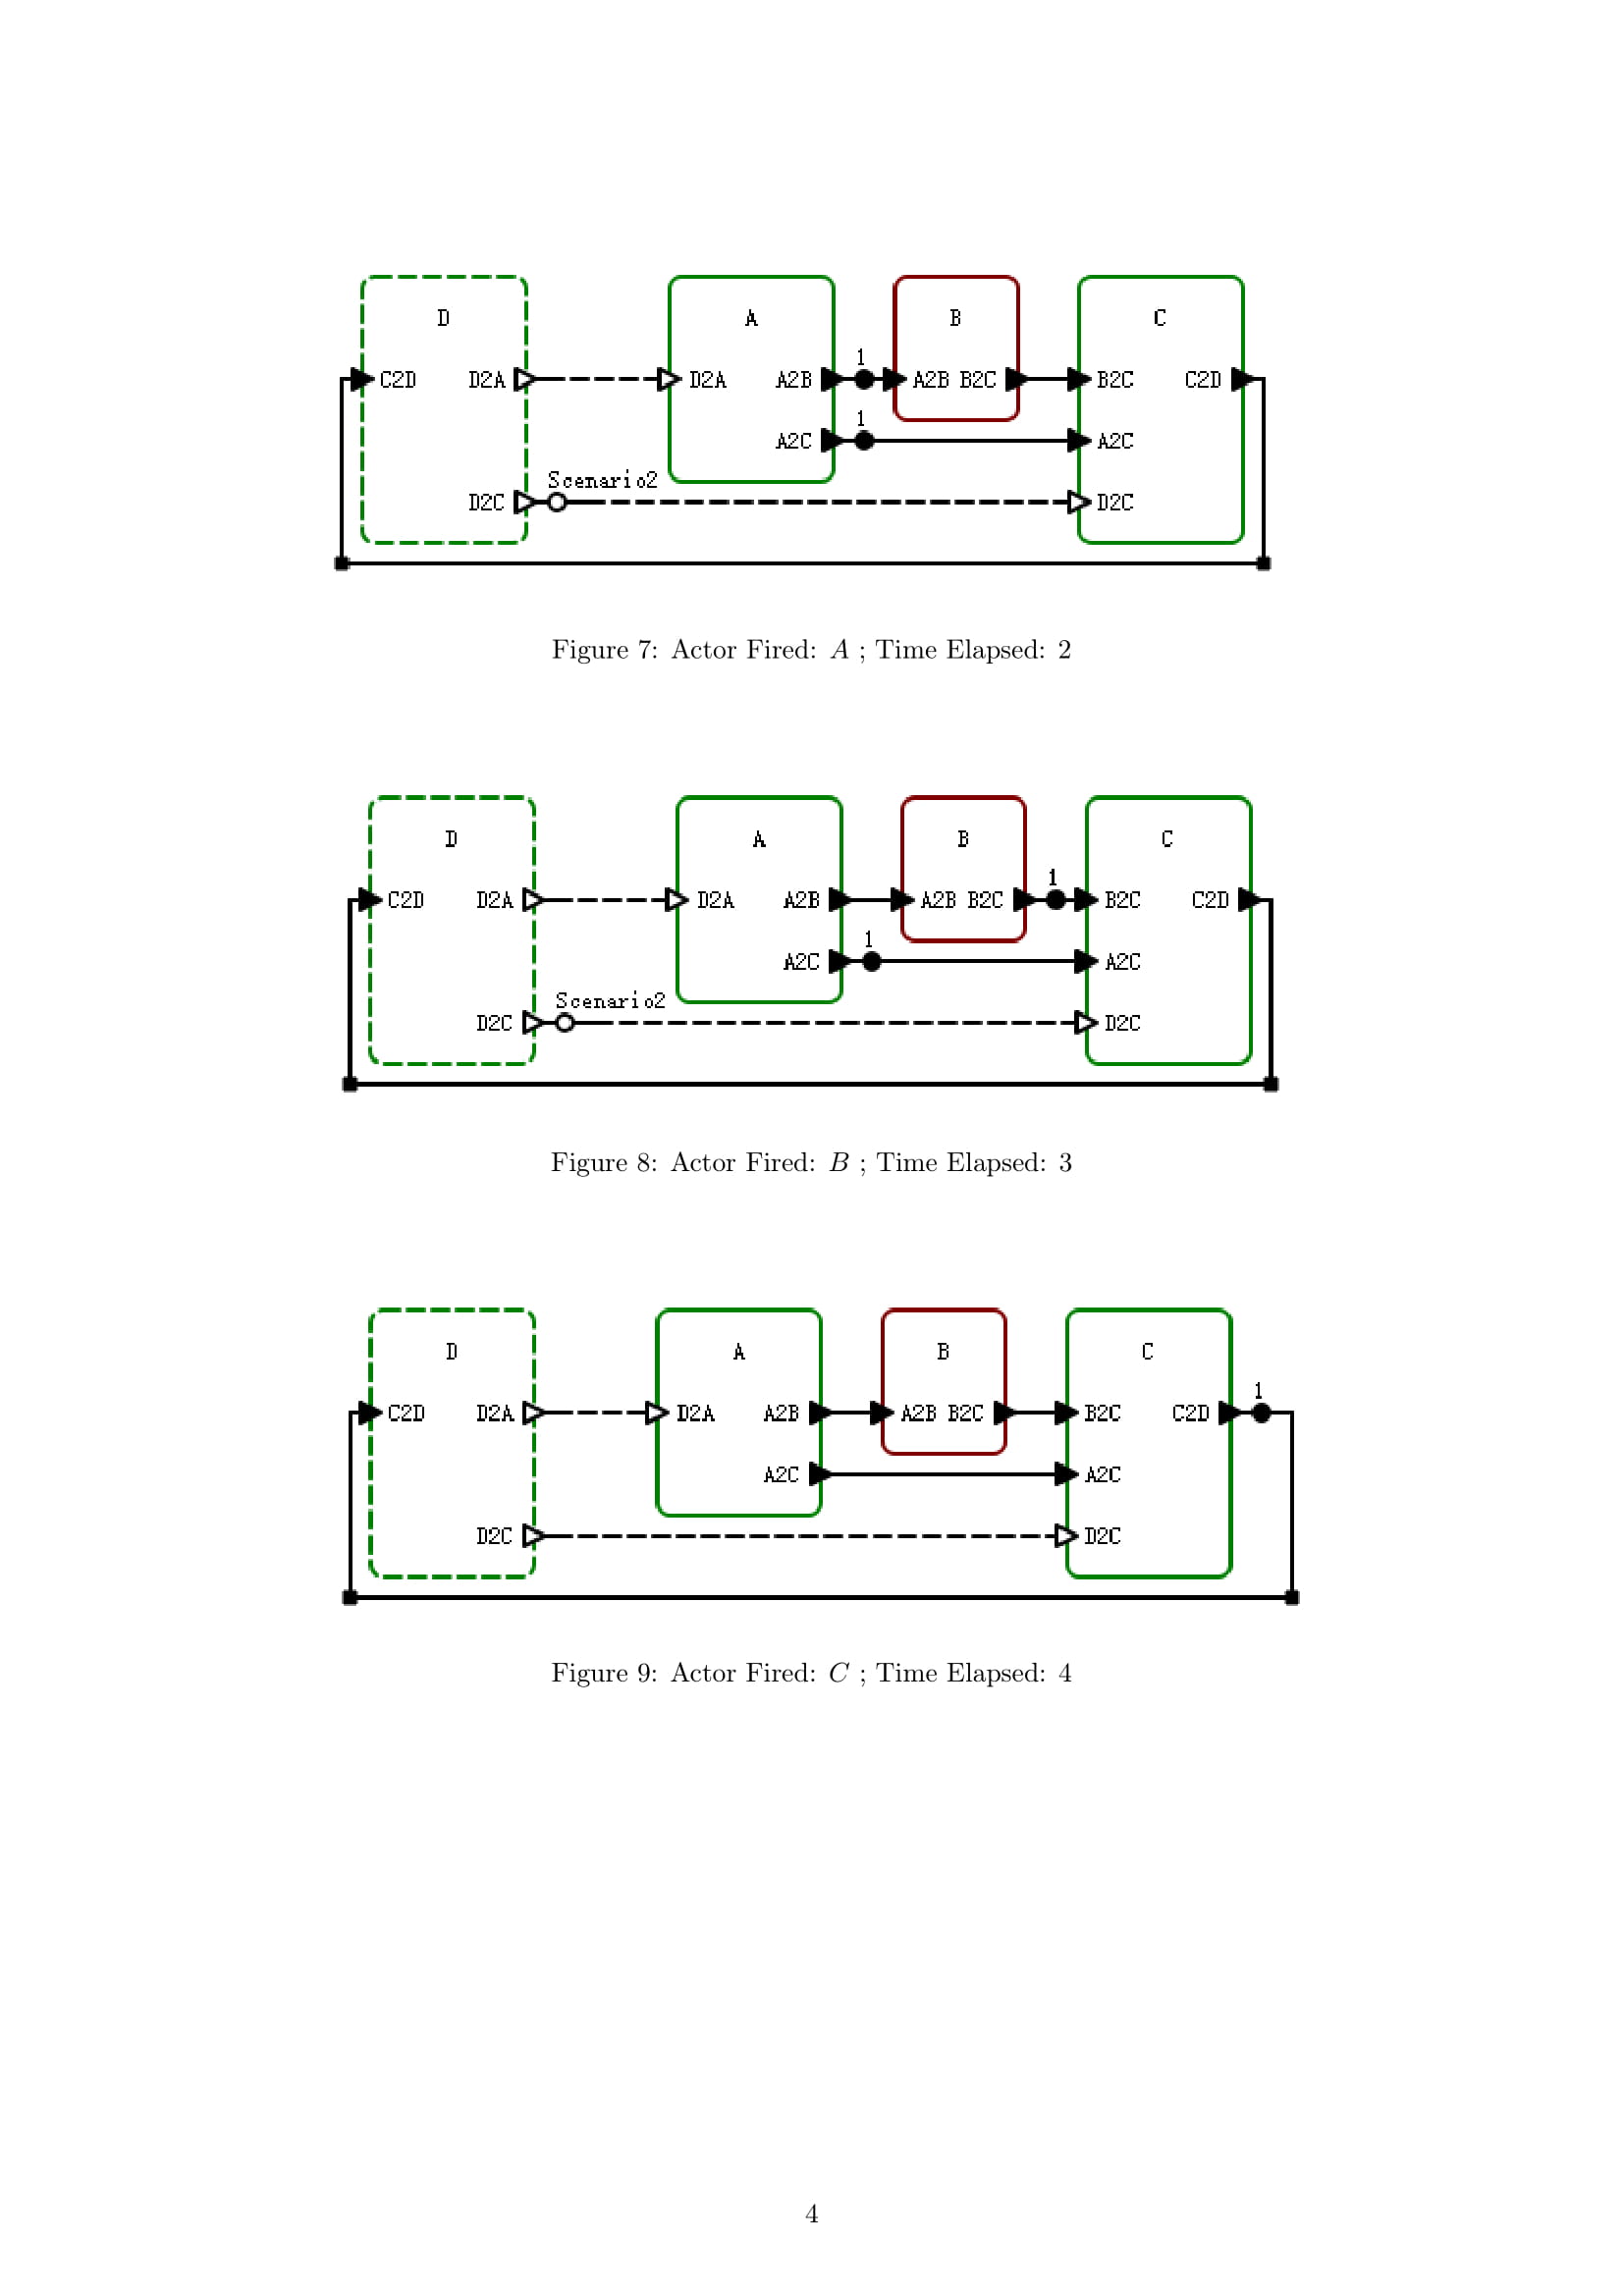 D A B C
1
C2D D2A D2A A2B A2B B2C B2C C2D
1
A2C A2C
Scenario2
D2C D2C
Figure 7: Actor Fired: A ; Time Elapsed: 2
D A B C
1
C2D D2A D2A A2B A2B B2C B2C C2D
1
A2C A2C
Scenario2
D2C D2C
Figure 8: Actor Fired: B ; Time Elapsed: 3
D A B C
1
C2D D2A D2A A2B A2B B2C B2C C2D
A2C A2C
D2C D2C
Figure 9: Actor Fired: C ; Time Elapsed: 4
4